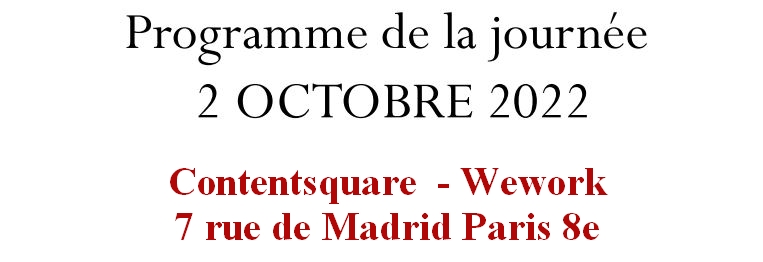 Programme de la journée
2 OCTOBRE 2022
Contentsquare - Wework
7 rue de Madrid Paris 8e